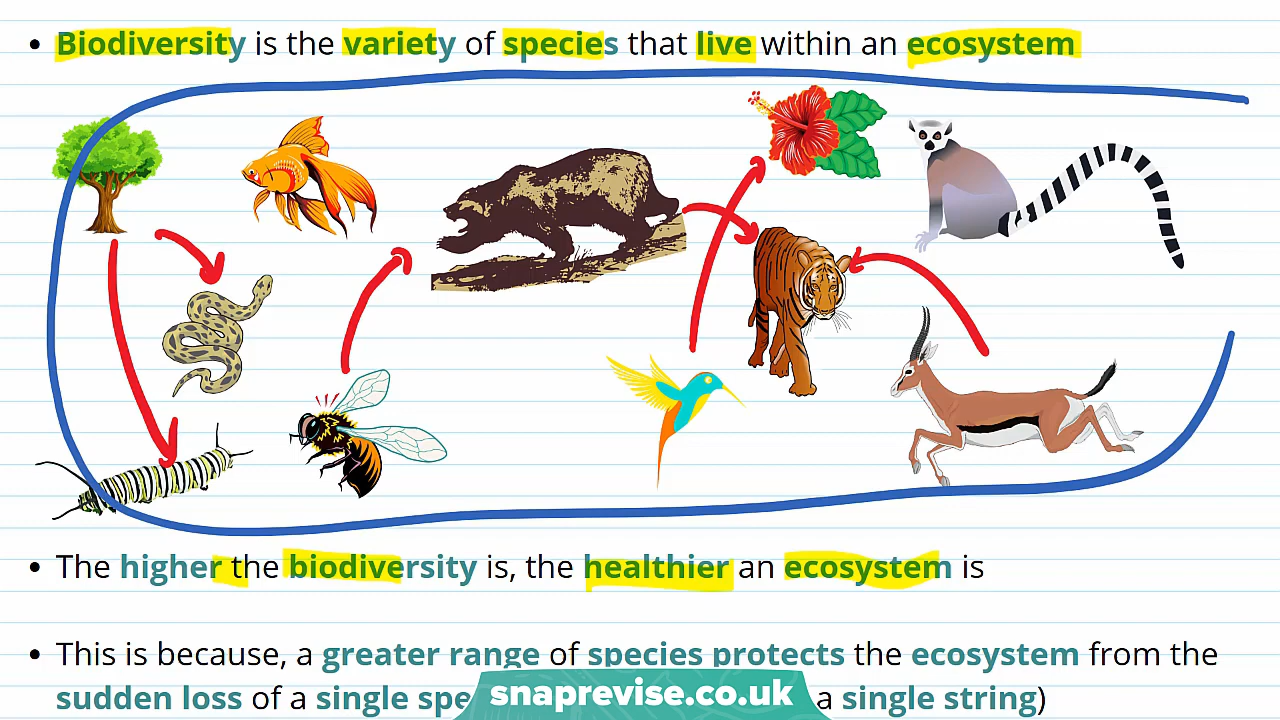 • Biodiversity is the variety of species that live within an ecosystem
• The higher the biodiversity is, the healthier an ecosystem is
• This is because, a greater range of species protects the ecosystem from the
sudden loss of a single a single string)
snaprevise.co.uk